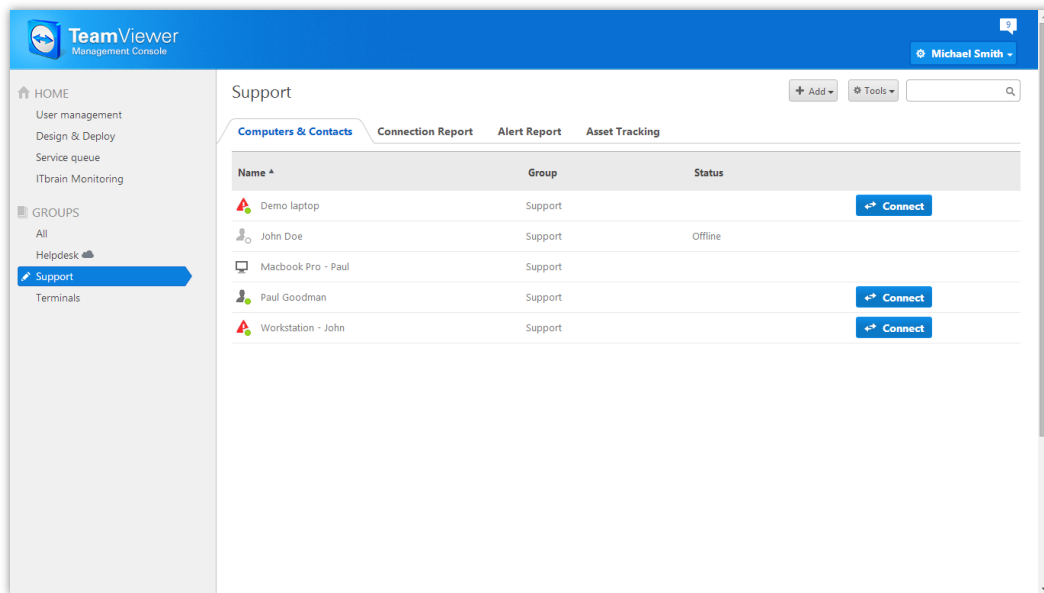 9
TeamViewer
Management Console
Michael Smith
HOME
User management
Design & Deploy
Service queue
ITbrain Monitoring
GROUPS
All
Helpdesk
Support
Terminals
Support
Add
Tools
Computers & Contacts Connection Report Alert Report Asset Tracking
Name Group Status
Demo laptop Support Connect
John Doe Support Offline
Macbook Pro - Paul Support
Paul Goodman Support Connect
Workstation - John Support Connect